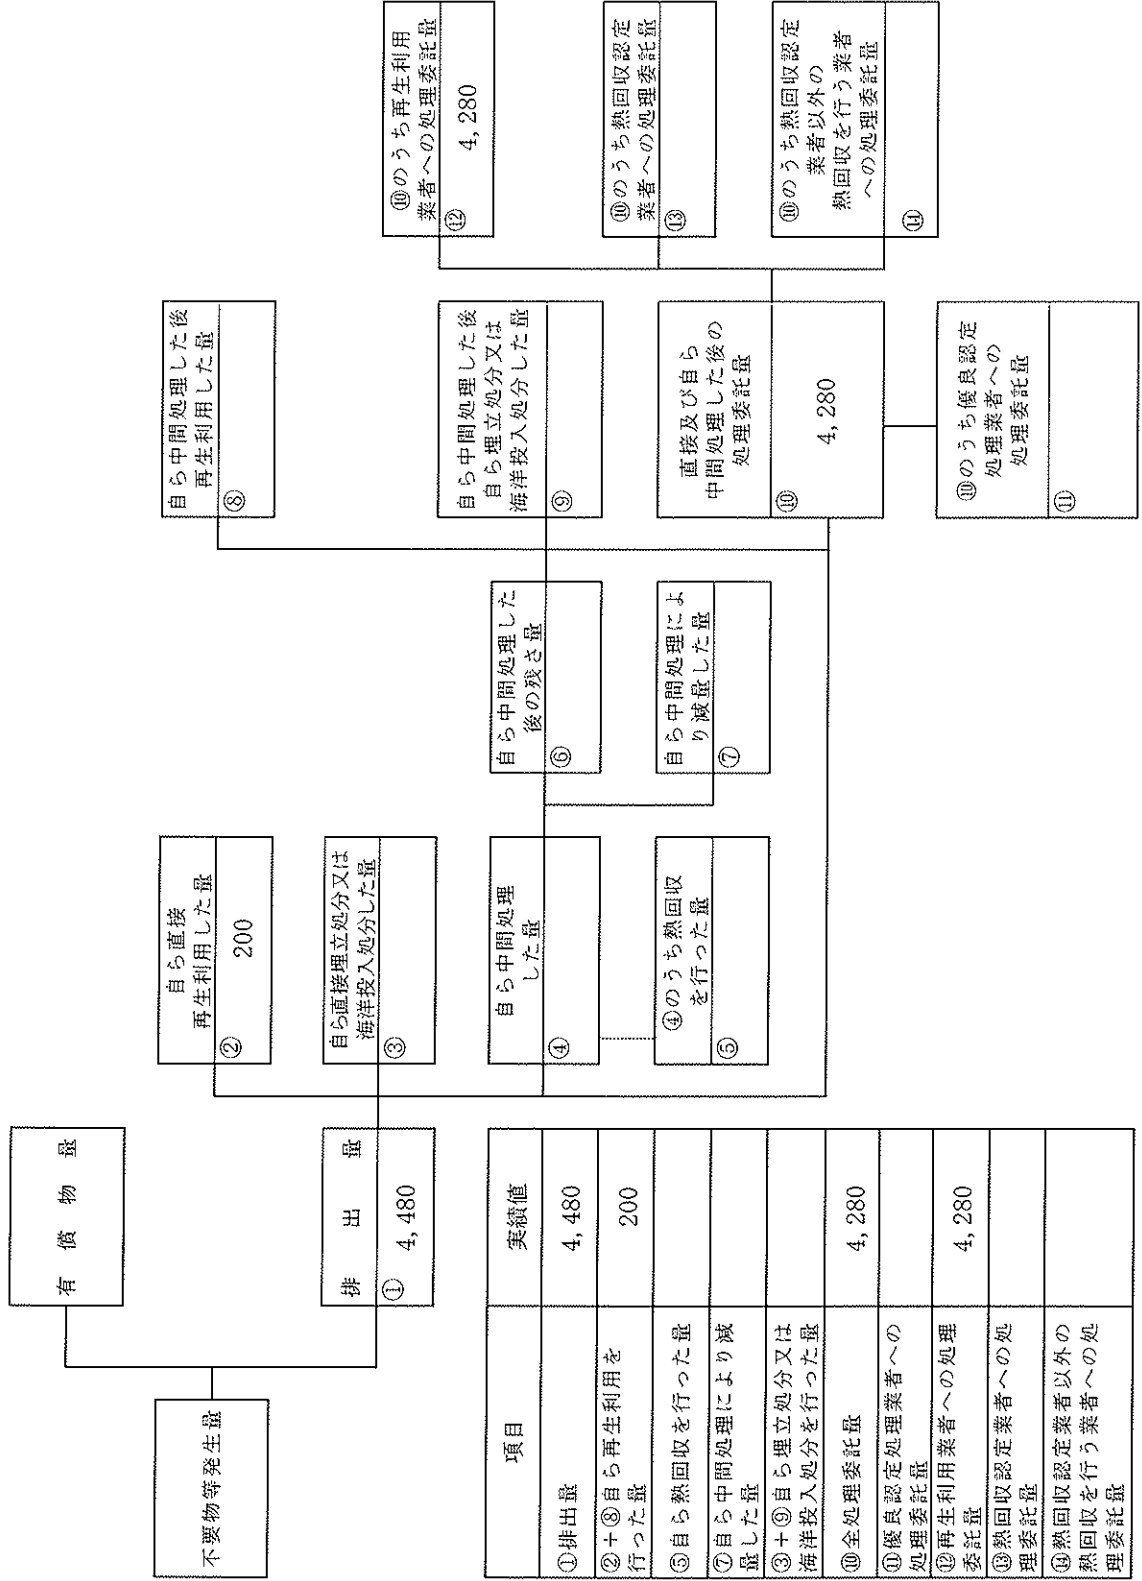 不要物等発生量
有償物量
排出量
① 4,480
自ら直接
再生利用した量
② 200
自ら直接埋立処分又は
海洋投入処分した量
③
自ら中間処理
した量
④
④のうち熱回収
を行った量
⑤
自ら中間処理した
後の残さ量
⑥
自ら中間処理によ
り減量した量
⑦
自ら中間処理した後
再生利用した量
⑧
自ら中間処理した後
自ら埋立処分又は
海洋投入処分した量
⑨
直接及び自ら
中間処理した後の
処理委託量
⑩ 4,280
⑩のうち優良認定
処理業者への
処理委託量
⑪
⑩のうち再生利用
業者への処理委託量
⑫ 4,280
⑩のうち熱回収認定
業者への処理委託量
⑬
⑩のうち熱回収認定
業者以外の
熱回収を行う業者
への処理委託量
⑭
項目 実績値
①排出量 4,480
②+⑧自ら再生利用を
行った量 200
⑤自ら熱回収を行った量
⑦自ら中間処理により減
量した量
③+⑨自ら埋立処分又は
海洋投入処分を行った量
⑩全処理委託量 4,280
⑪優良認定処理業者への
処理委託量
⑫再生利用業者への処理
委託量 4,280
⑬熱回収認定業者への処
理委託量
⑭熱回収認定業者以外の
熱回収を行う業者への処
理委託量